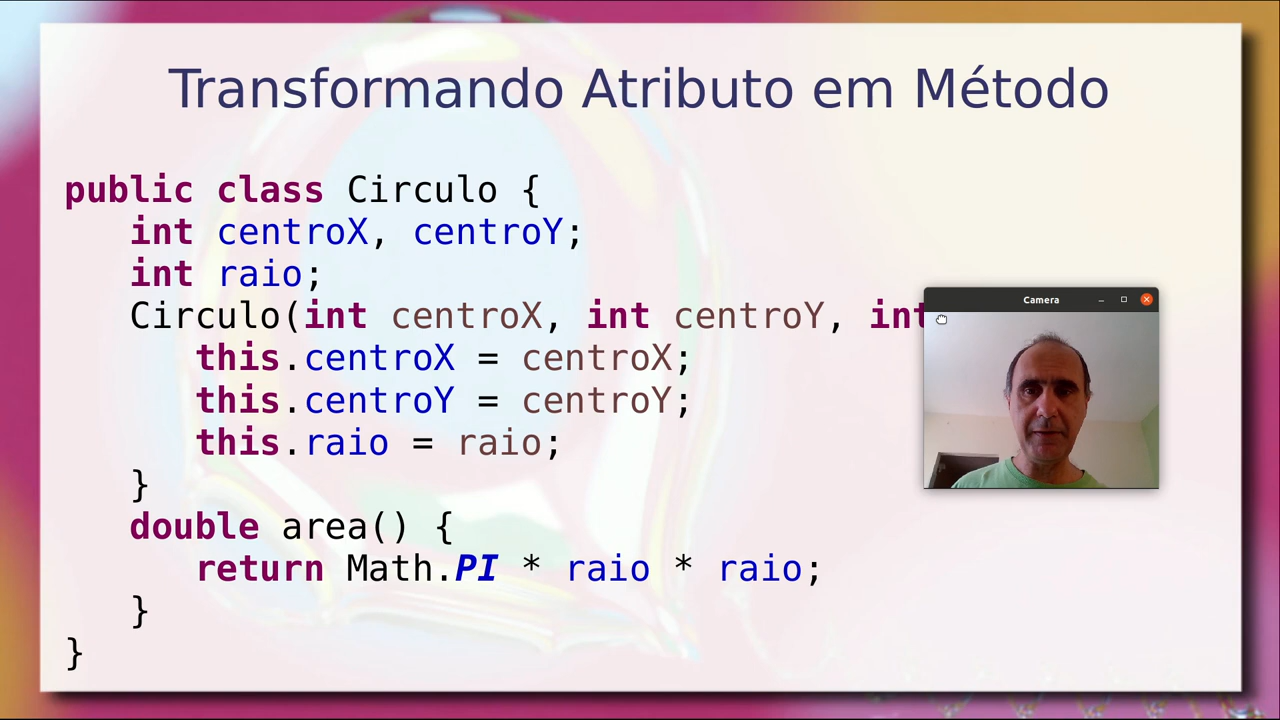 Transformando Atributo em Método
public class Circulo {
int centroX, centroY;
int raio;
Circulo(int centroX, int centroY, int
this.centroX = centroX;
this.centroY = centroY;
this.raio = raio;
}
double area() {
return Math.PI * raio * raio;
}
}
Camera